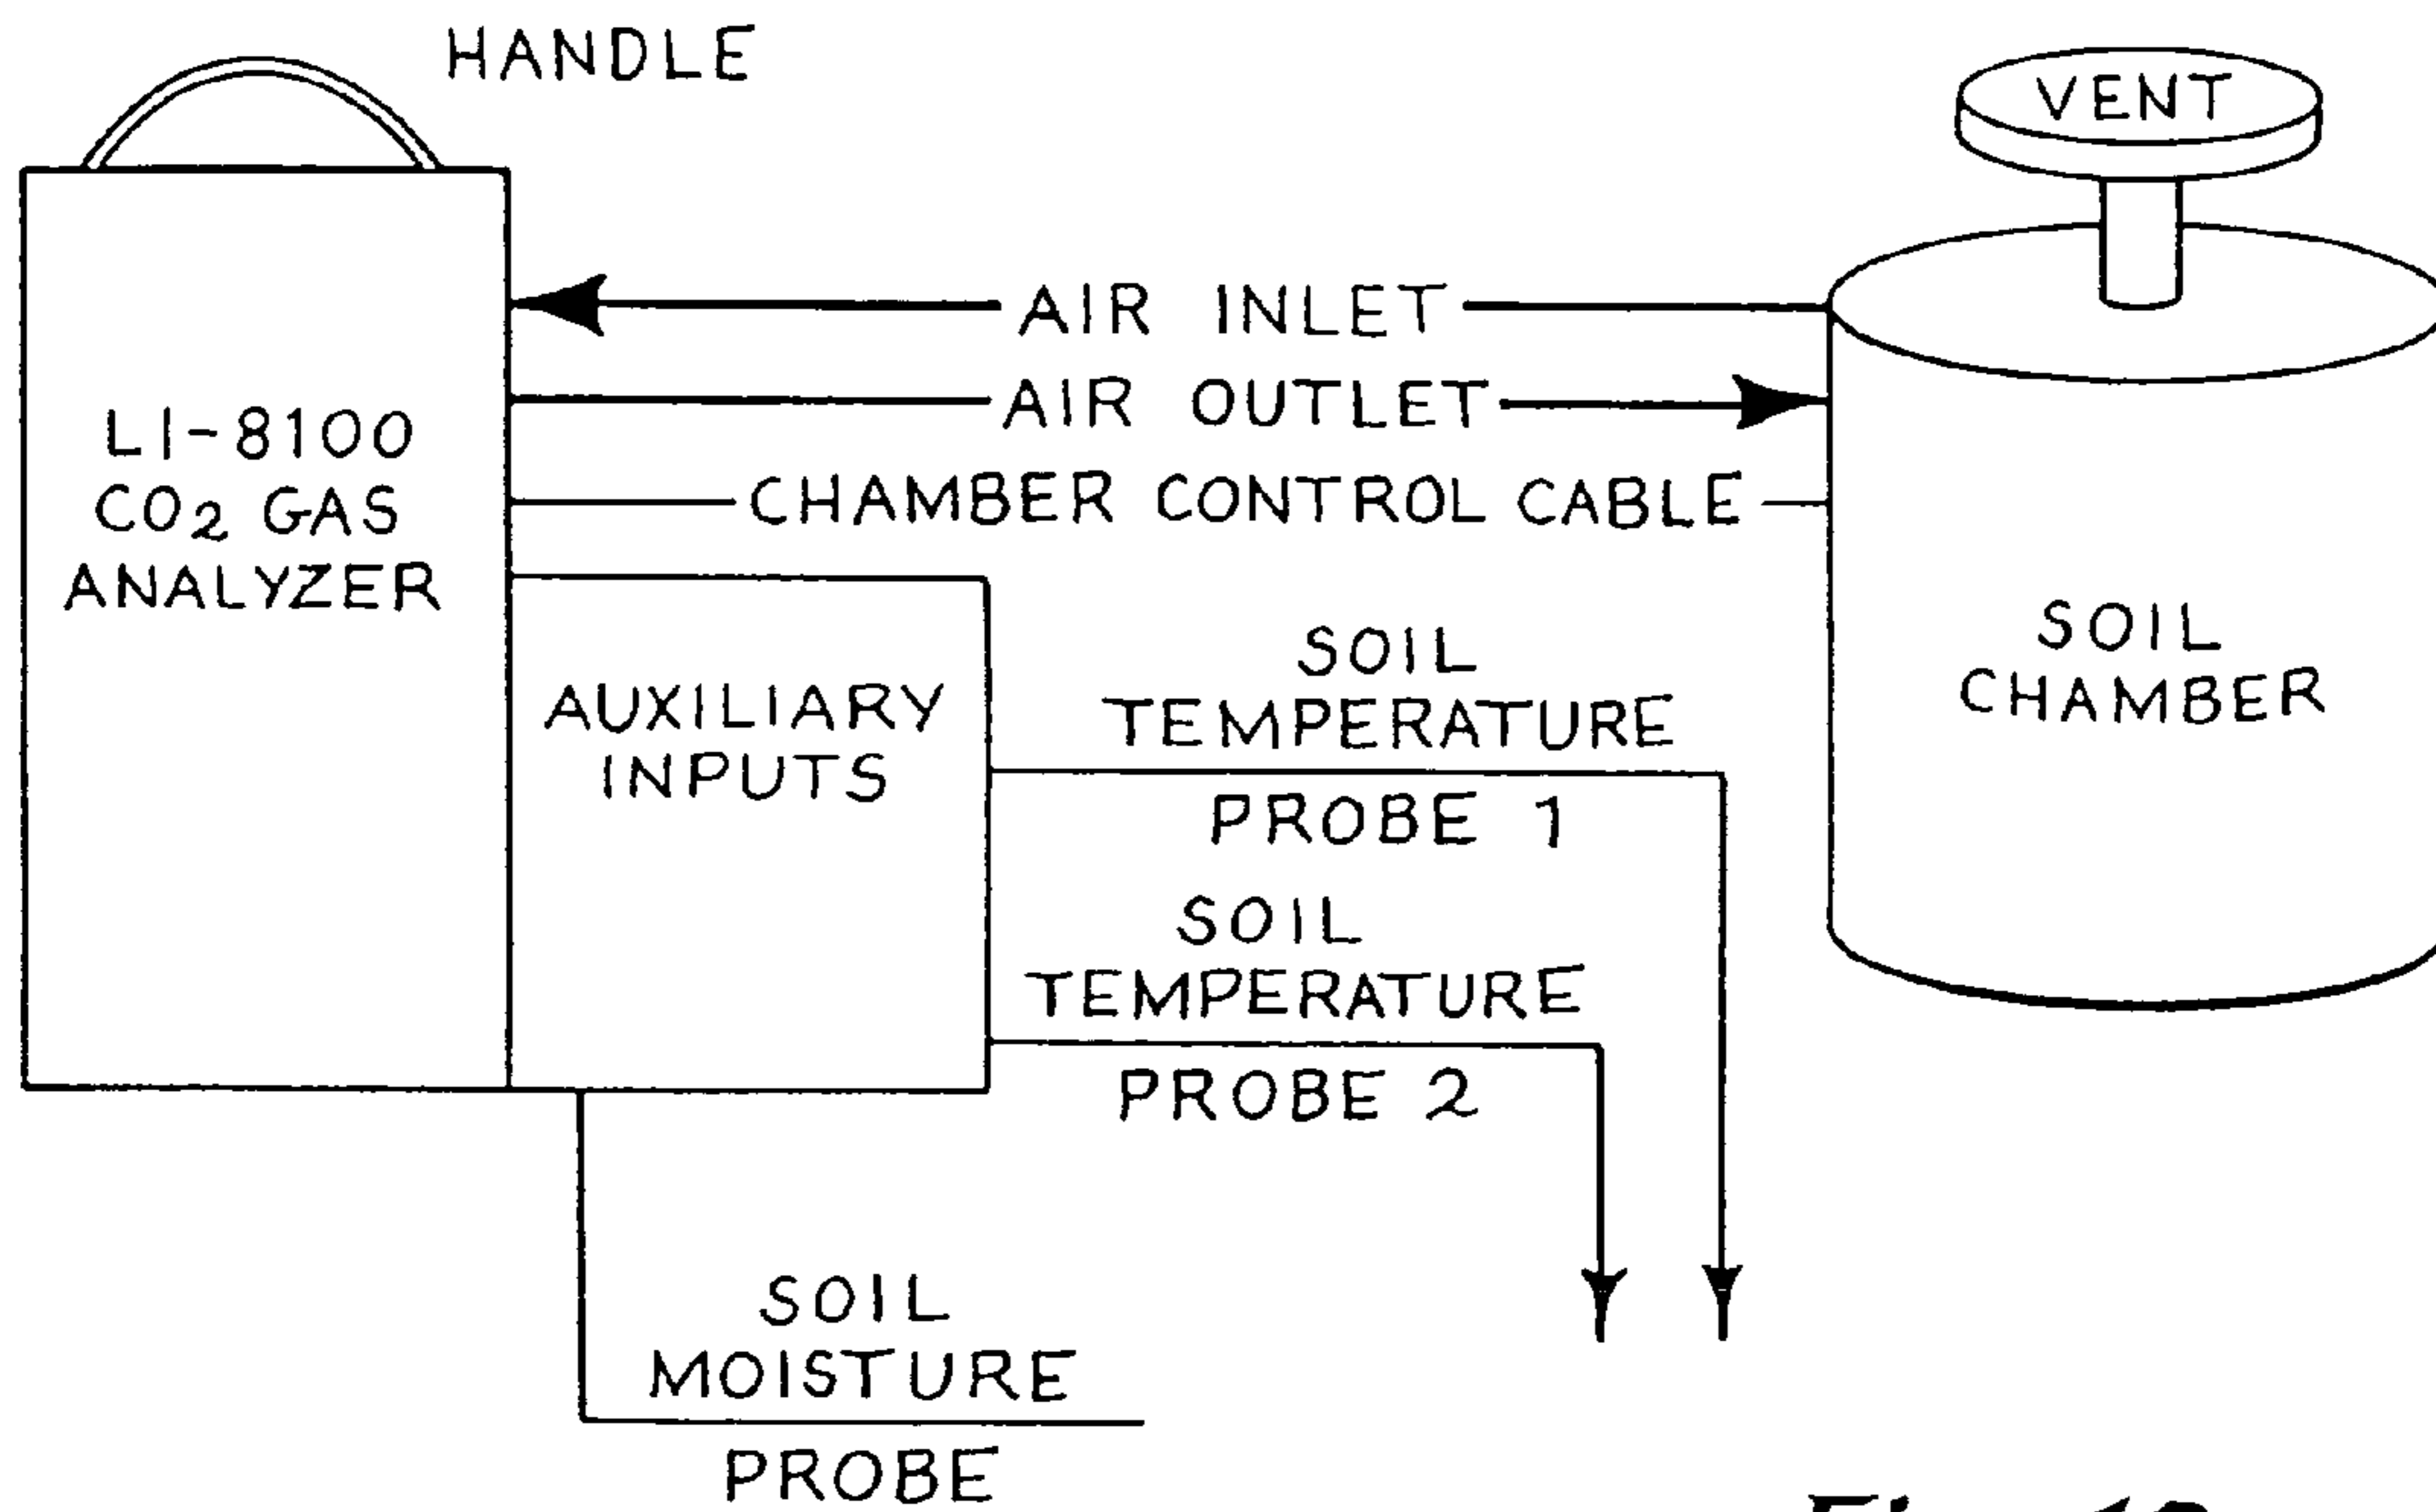 HANDLE
VENT
AIR INLET
AIR OUTLET
LI-8100
CO2 GAS
ANALYZER
CHAMBER CONTROL CABLE
SOIL
CHAMBER
AUXILIARY
INPUTS
SOIL
TEMPERATURE
PROBE 1
SOIL
TEMPERATURE
PROBE 2
SOIL
MOISTURE
PROBE